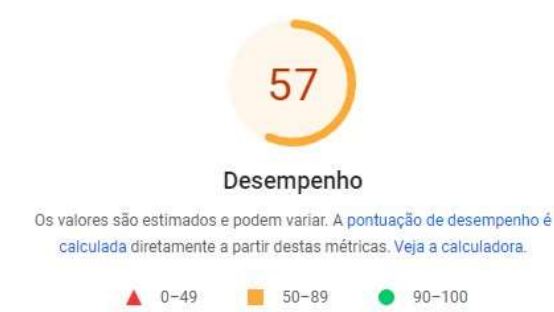 57
Desempenho
Os valores são estimados e podem variar. A pontuação de desempenho é
calculada diretamente a partir destas métricas. Veja a calculadora.
0–49 50–89 90–100